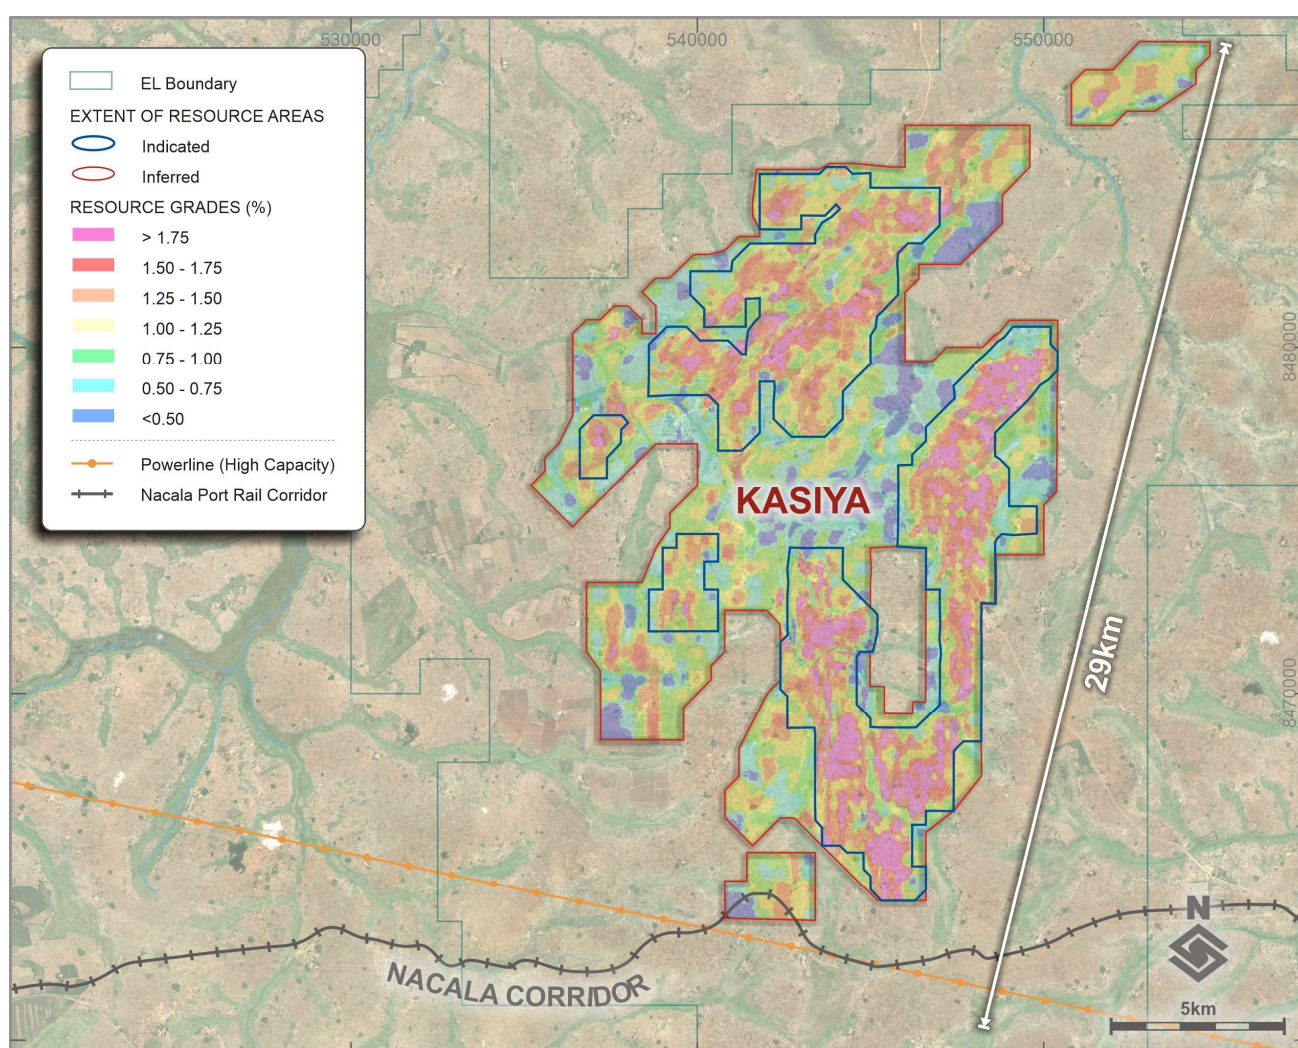 530000
540000
550000
EL Boundary
EXTENT OF RESOURCE AREAS
Indicated
Inferred
RESOURCE GRADES (%)
> 1.75
1.50 - 1.75
1.25 - 1.50
1.00 - 1.25
0.75 - 1.00
0.50 - 0.75
<0.50
Powerline (High Capacity)
Nacala Port Rail Corridor
8480000
KASIYA
29km
8470000
N
NACALA CORRIDOR
5km